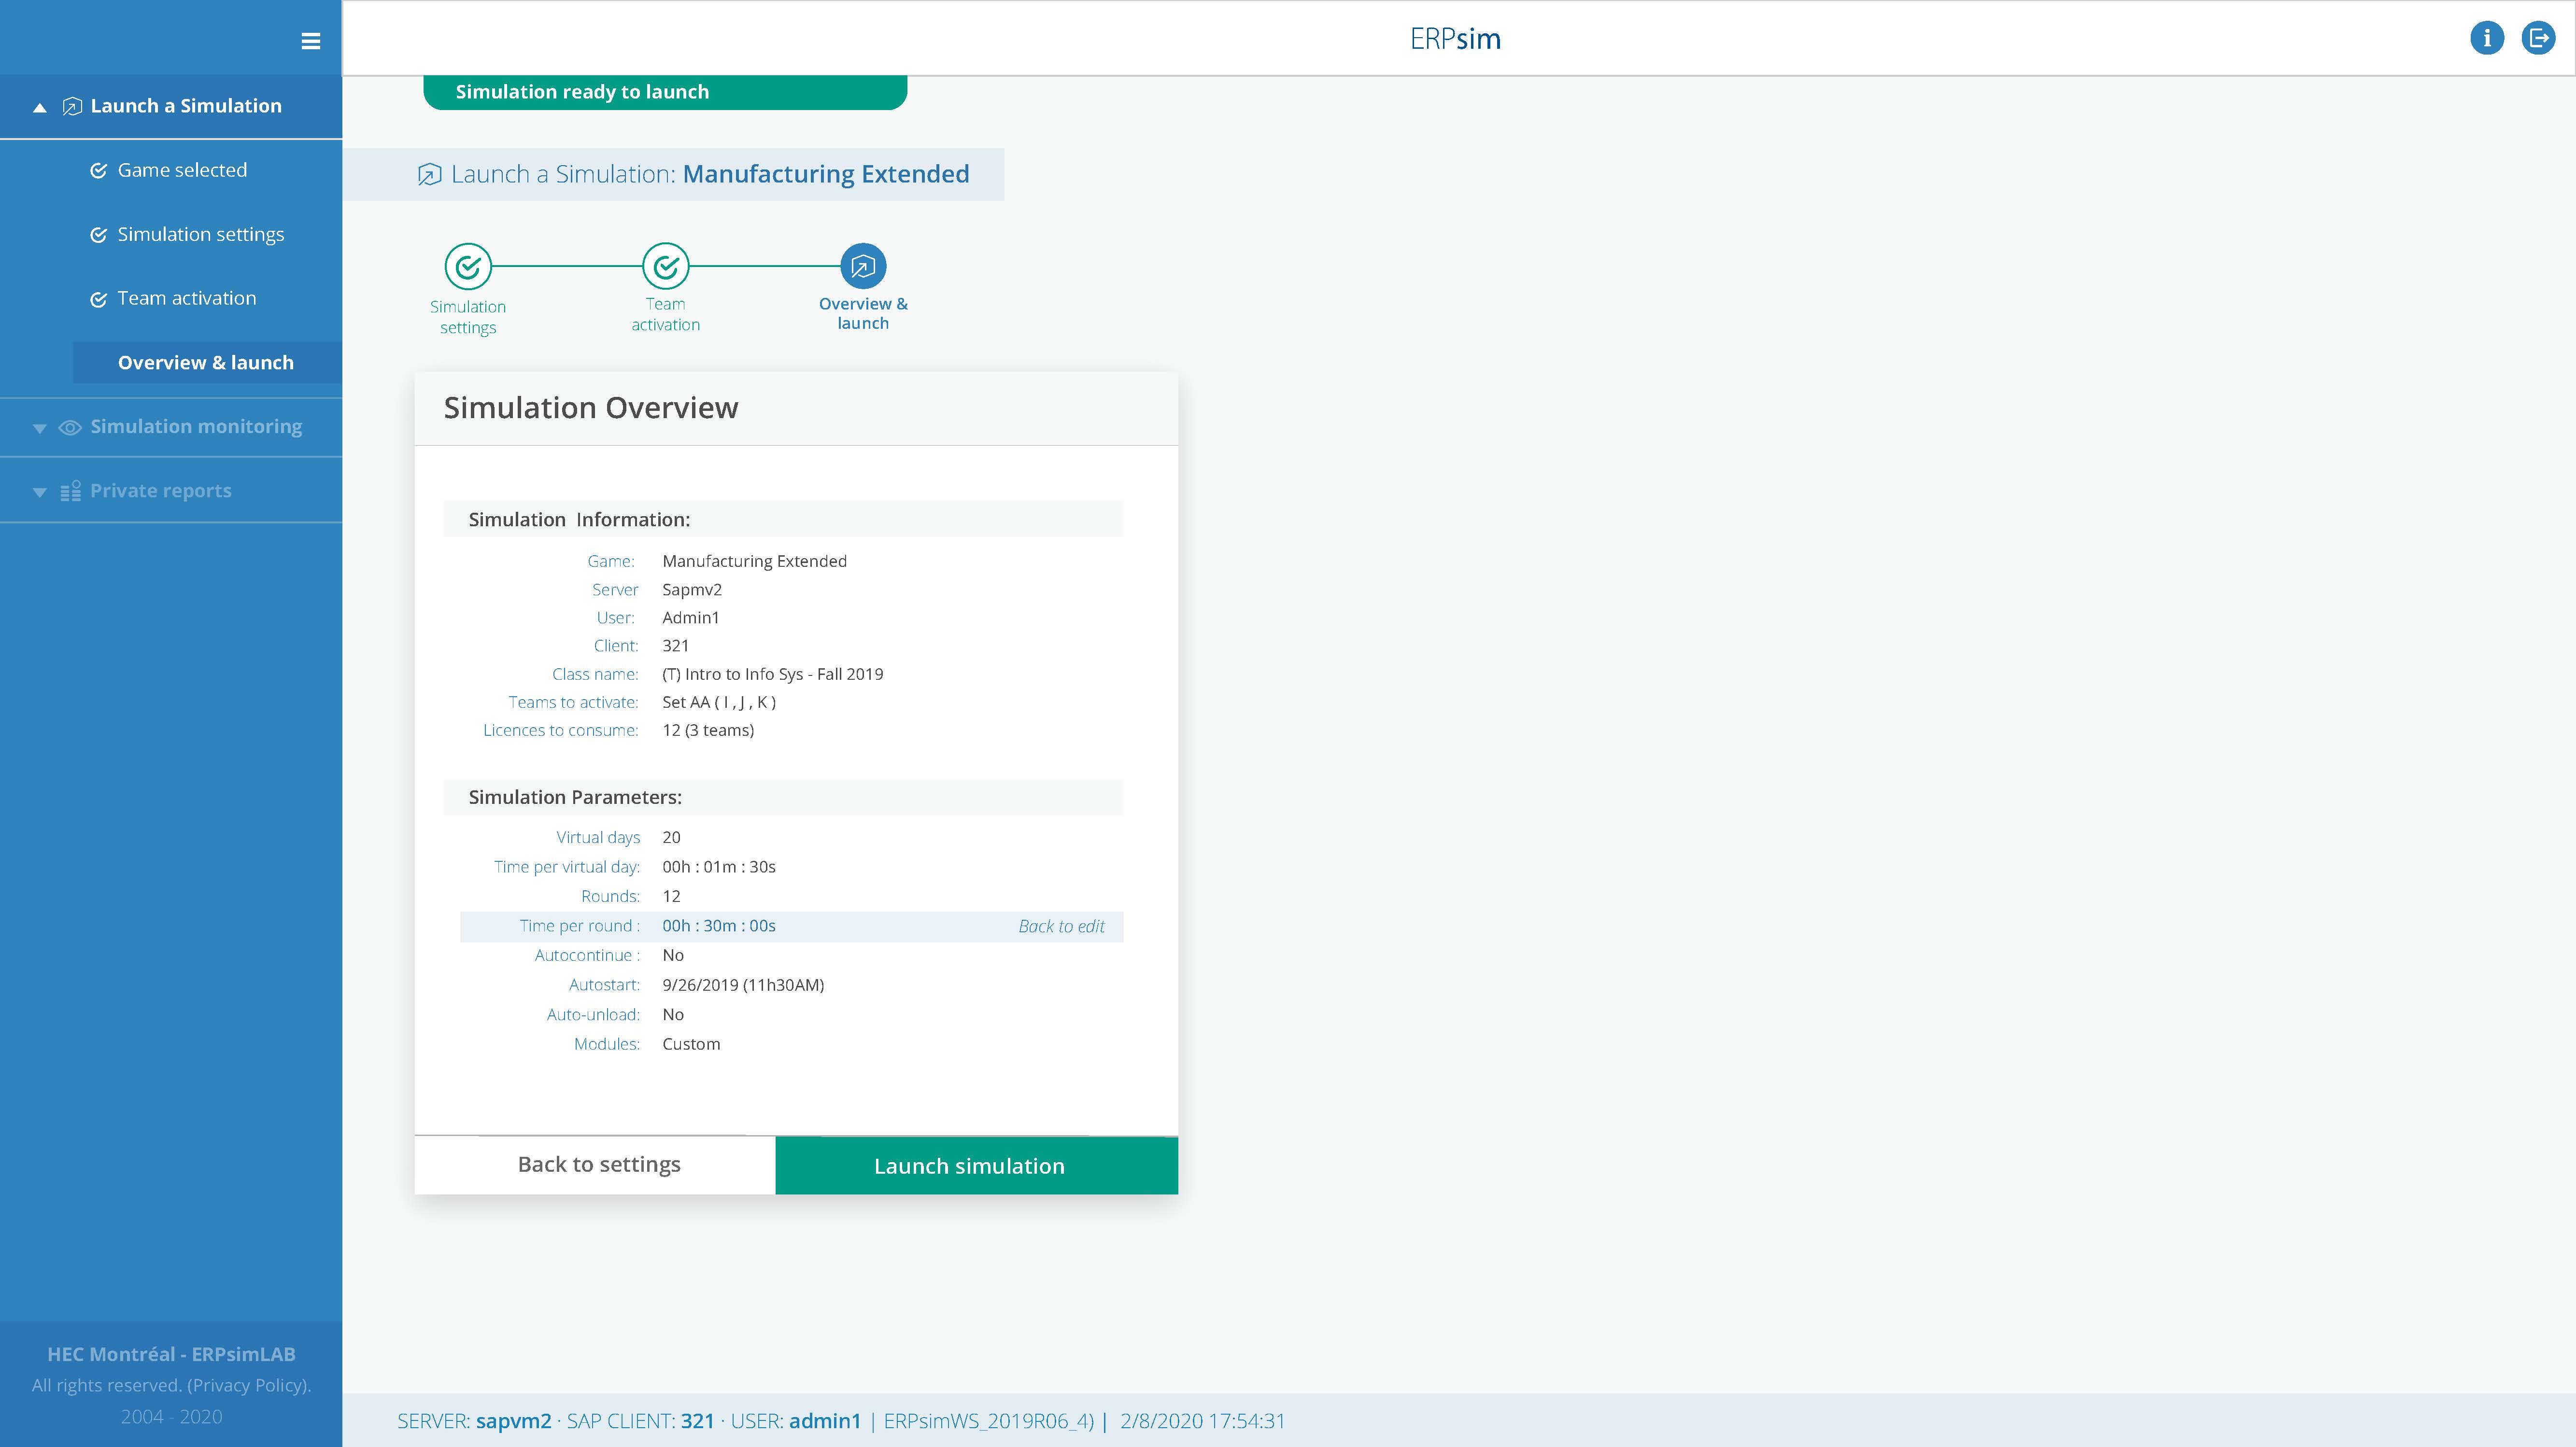 ERPsim
Launch a Simulation
Game selected
Simulation settings
Team activation
Overview & launch
Simulation monitoring
Private reports
HEC Montréal - ERPsimLAB
All rights reserved. (Privacy Policy).
2004 - 2020
Simulation ready to launch
Launch a Simulation: Manufacturing Extended
Simulation
settings
Team
activation
Overview &
launch
Simulation Overview
Simulation Information:
Game: Manufacturing Extended
Server Sapmv2
User: Admin1
Client: 321
Class name: (T) Intro to Info Sys - Fall 2019
Teams to activate: Set AA ( I , J , K )
Licences to consume: 12 (3 teams)
Simulation Parameters:
Virtual days 20
Time per virtual day: 00h : 01m : 30s
Rounds: 12
Time per round : 00h : 30m : 00s Back to edit
Autocontinue : No
Autostart: 9/26/2019 (11h30AM)
Auto-unload: No
Modules: Custom
Back to settings Launch simulation
SERVER: sapvm2 · SAP CLIENT: 321 · USER: admin1 | ERPsimWS_2019R06_4) | 2/8/2020 17:54:31